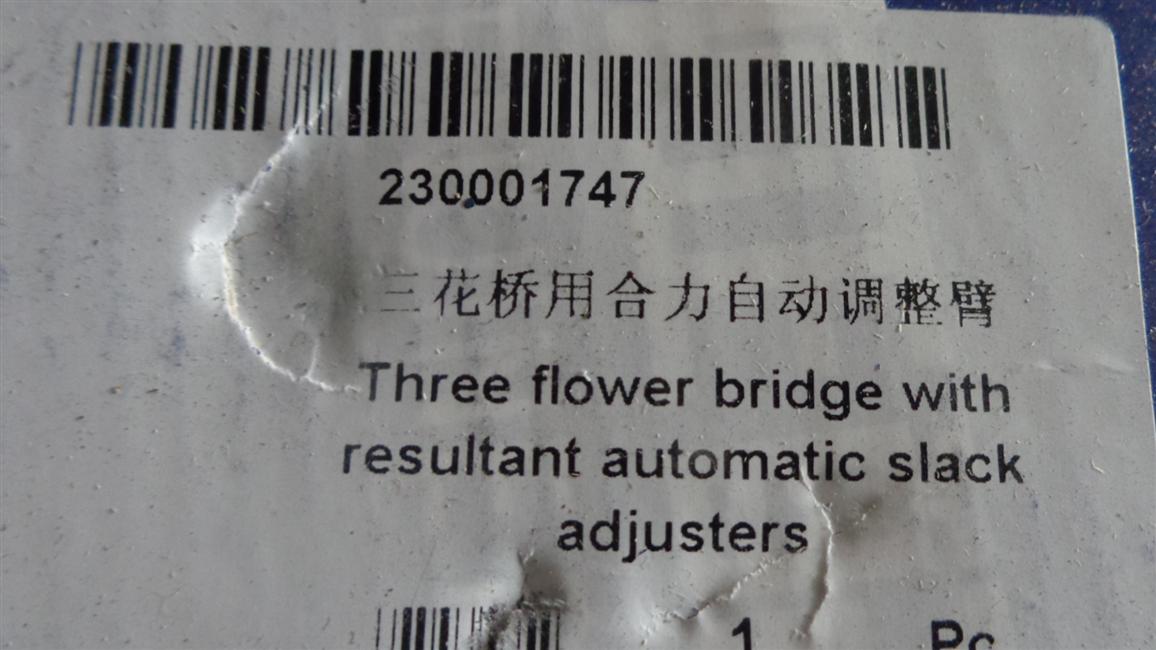 230001747
三花桥用合力自动调整臂
Three flower bridge with
resultant automatic slack
adjusters
1 Pc